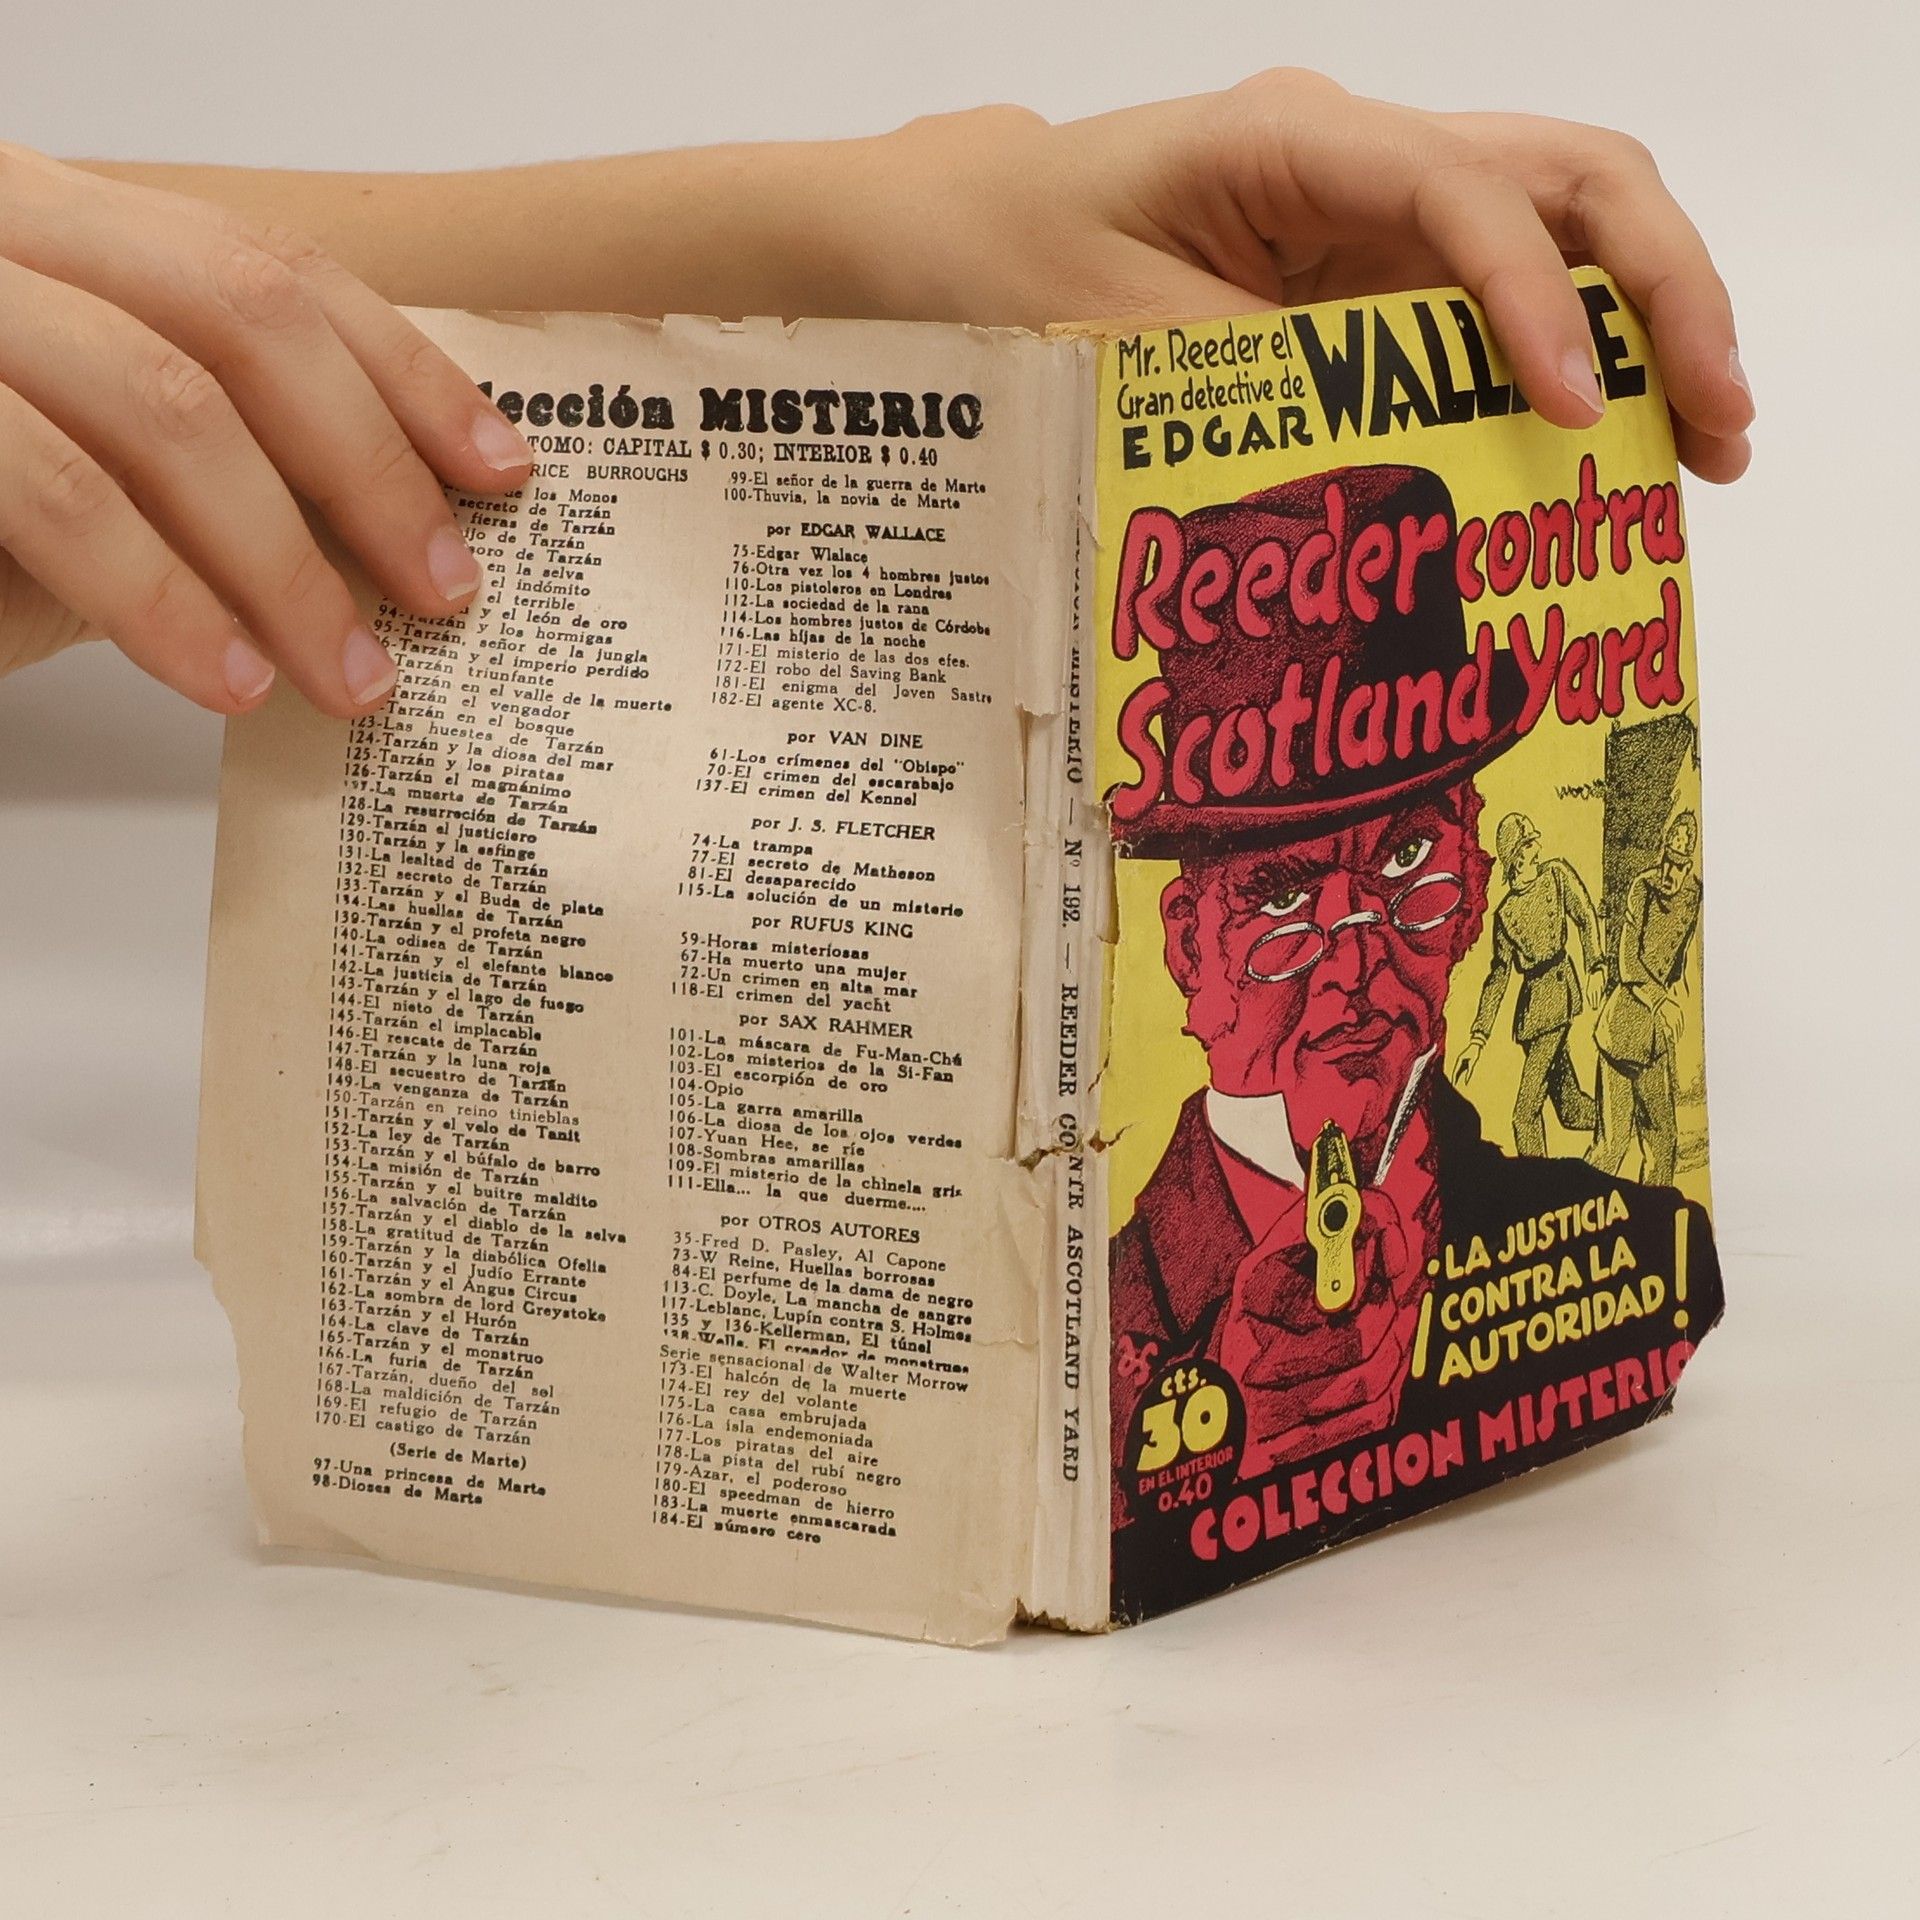 lección MISTERIO
TOMO: CAPITAL $ 0.30; INTERIOR $ 0.40
RICE BURROUGHS
de los Monos
secreto de Tarzán
fieras de Tarzán
ijo de Tarzán
soro de Tarzán
en la selva
el indómito
el terrible
94-Tarzán y el león de oro
95-Tarzán y los hormigas
96-Tarzán, señor de la jungla
Tarzán y el imperio perdido
Tarzán triunfante
Tarzán en el valle de la muerte
Tarzán el vengador
-Tarzán en el bosque
123-Las huestes de Tarzán
124-Tarzán y la diosa del mar
125-Tarzán y los piratas
126-Tarzán el magnánimo
127-La muerte de Tarzán
128-La resurreción de Tarzán
129-Tarzán el justiciero
130-Tarzán y la esfinge
131-La lealtad de Tarzán
132-El secreto de Tarzán
133-Tarzán y el Buda de plata
134-Las huellas de Tarzán
139-Tarzán y el profeta negro
140-La odisea de Tarzán
141-Tarzán y el elefante blanco
142-La justicia de Tarzán
143-Tarzán y el lago de fuego
144-El nieto de Tarzán
145-Tarzán el implacable
146-El rescate de Tarzán
147-Tarzán y la luna roja
148-El secuestro de Tarzán
149-La venganza de Tarzán
150-Tarzán en reino tinieblas
151-Tarzán y el velo de Tanit
152-La ley de Tarzán
153-Tarzán y el búfalo de barro
154-La misión de Tarzán
155-Tarzán y el buitre maldito
156-La salvación de Tarzán
157-Tarzán y el diablo de la selva
158-La gratitud de Tarzán
159-Tarzán y la diabólica Ofelia
160-Tarzán y el Judío Errante
161-Tarzán y el Angus Circus
162-La sombra de lord Greystoke
163-Tarzán y el Hurón
164-La clave de Tarzán
165-Tarzán y el monstruo
166-La furia de Tarzán
167-Tarzán, dueño del sol
168-La maldición de Tarzán
169-El refugio de Tarzán
170-El castigo de Tarzán
(Serie de Marte)
97-Una princesa de Marte
98-Dioses de Marte
99-El señor de la guerra de Marte
100-Thuvia, la novia de Marte
por EDGAR WALLACE
75-Edgar Wlalace
76-Otra vez los 4 hombres justos
110-Los pistoleros en Londres
112-La sociedad de la rana
114-Los hombres justos de Córdoba
116-Las hijas de la noche
171-El misterio de las dos efes.
172-El robo del Saving Bank
181-El enigma del Joven Sastre
182-El agente XC-8.
por VAN DINE
61-Los crímenes del "Obispo"
70-El crimen del escarabajo
137-El crimen del Kennel
por J. S. FLETCHER
74-La trampa
77-El secreto de Matheson
81-El desaparecido
115-La solución de un misterio
por RUFUS KING
59-Horas misteriosas
67-Ha muerto una mujer
72-Un crimen en alta mar
118-El crimen del yacht
por SAX RAHMER
101-La máscara de Fu-Man-Chú
102-Los misterios de la Si-Fan
103-El escorpión de oro
104-Opio
105-La garra amarilla
106-La diosa de los ojos verdes
107-Yuan Hee, se ríe
108-Sombras amarillas
109-El misterio de la chinela gris
111-Ella... la que duerme....
por OTROS AUTORES
35-Fred D. Pasley, Al Capone
73-W Reine, Huellas borrosas
84-El perfume de la dama de negro
113-C. Doyle, La mancha de sangre
117-Leblanc, Lupín contra S. Holmes
135 y 136-Kellerman, El túnel
138-Wells, El creador de monstruos
Serie sensacional de Walter Morrow
173-El halcón de la muerte
174-El rey del volante
175-La casa embrujada
176-La isla endemoniada
177-Los piratas del aire
178-La pista del rubí negro
179-Azar, el poderoso
180-El speedman de hierro
183-La muerte enmascarada
184-El número cero
MISTERIO — Nº 192. — REEDER CONTR ASCOTLAND YARD
Mr. Reeder el
Gran detective de
EDGAR WALLACE
Reeder contra
Scotland Yard
¡LA JUSTICIA
CONTRA LA
AUTORIDAD!
cts.
30
EN EL INTERIOR
0.40
COLECCION MISTERIO